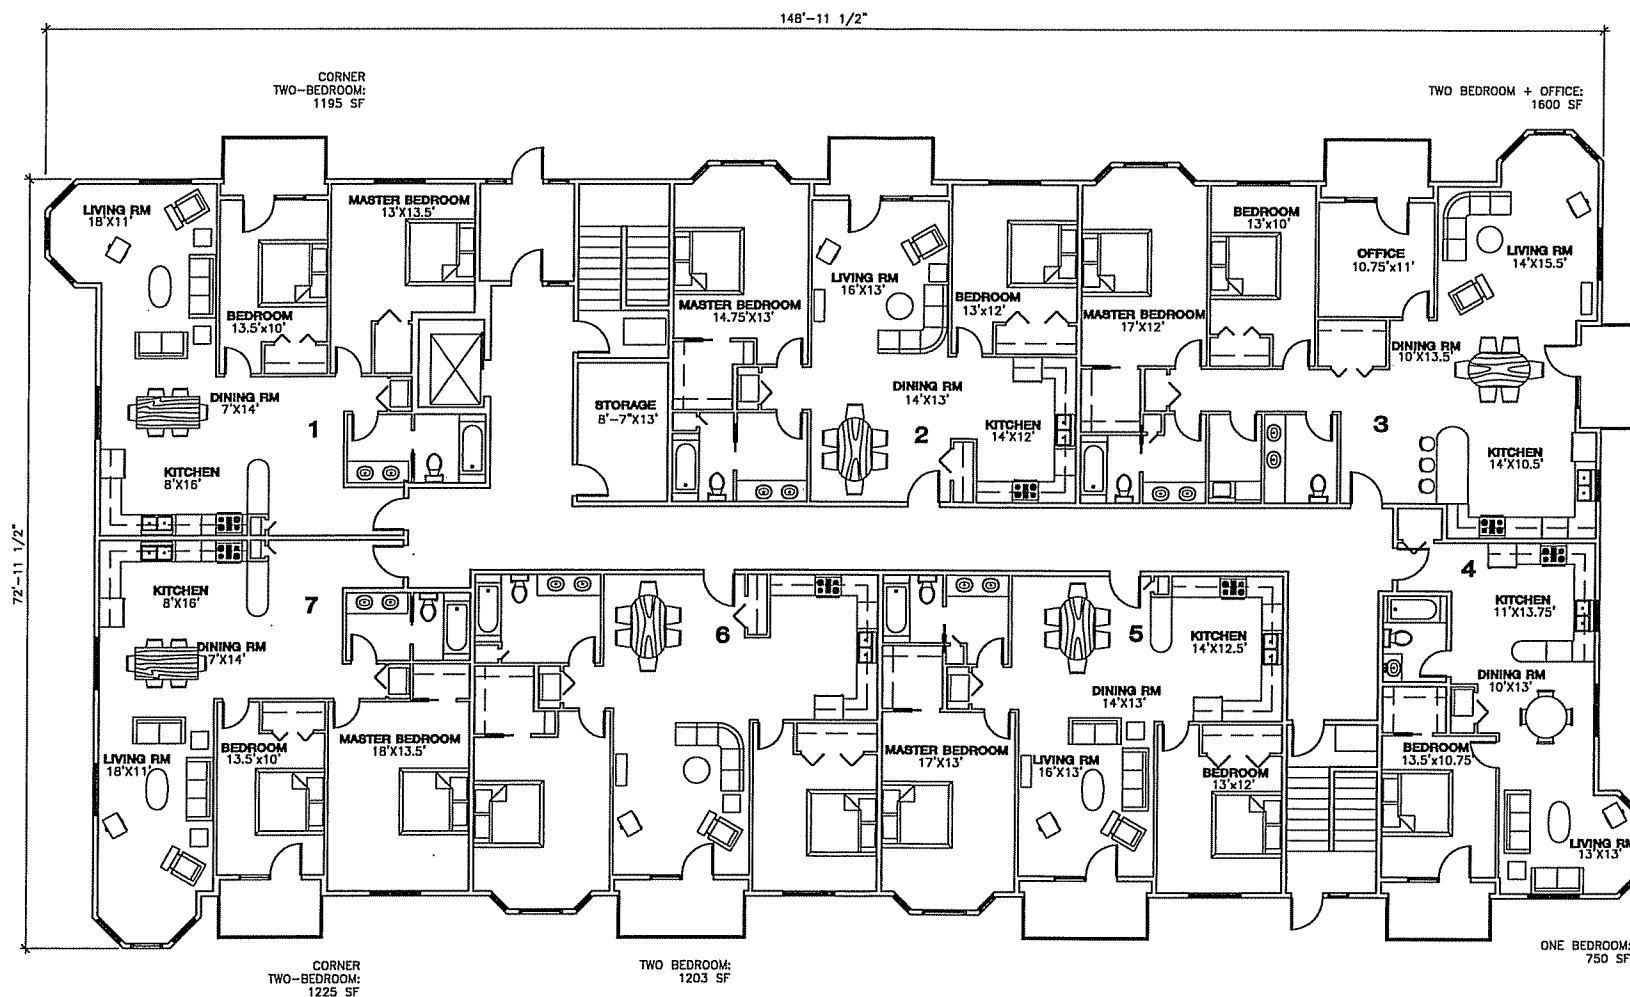 148'-11 1/2"
CORNER
TWO-BEDROOM:
1195 SF
TWO BEDROOM + OFFICE:
1600 SF
LIVING RM
18'X11'
MASTER BEDROOM
13'X13.5'
BEDROOM
13.5'x10'
DINING RM
7'X14'
1
KITCHEN
8'X16'
STORAGE
8'-7"X13'
MASTER BEDROOM
14.75'X13'
LIVING RM
16'X13'
BEDROOM
13'x12'
DINING RM
14'X13'
2
KITCHEN
14'X12'
MASTER BEDROOM
17'X12'
BEDROOM
13'x10'
OFFICE
10.75'x11'
LIVING RM
14'X15.5'
DINING RM
10'X13.5'
3
KITCHEN
14'X10.5'
72'-11 1/2"
KITCHEN
8'X16'
7
DINING RM
7'X14'
LIVING RM
18'X11'
BEDROOM
13.5'x10'
MASTER BEDROOM
18'X13.5'
6
5
KITCHEN
14'X12.5'
DINING RM
14'X13'
MASTER BEDROOM
17'X13'
LIVING RM
16'X13'
BEDROOM
13'x12'
4
KITCHEN
11'X13.75'
DINING RM
10'X13'
BEDROOM
13.5'x10.75'
LIVING RM
13'X13'
CORNER
TWO-BEDROOM:
1225 SF
TWO BEDROOM:
1203 SF
ONE BEDROOM:
750 SF